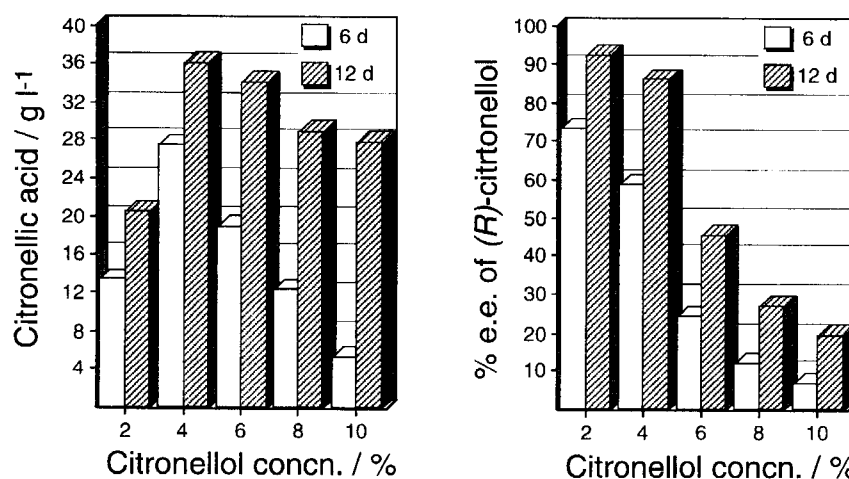 Citronellic acid / g l-1
40
36
32
28
24
20
16
12
8
4
6 d
12 d
2 4 6 8 10
Citronellol concn. / %
% e.e. of (R)-citrtonellol
100
90
80
70
60
50
40
30
20
10
6 d
12 d
2 4 6 8 10
Citronellol concn. / %